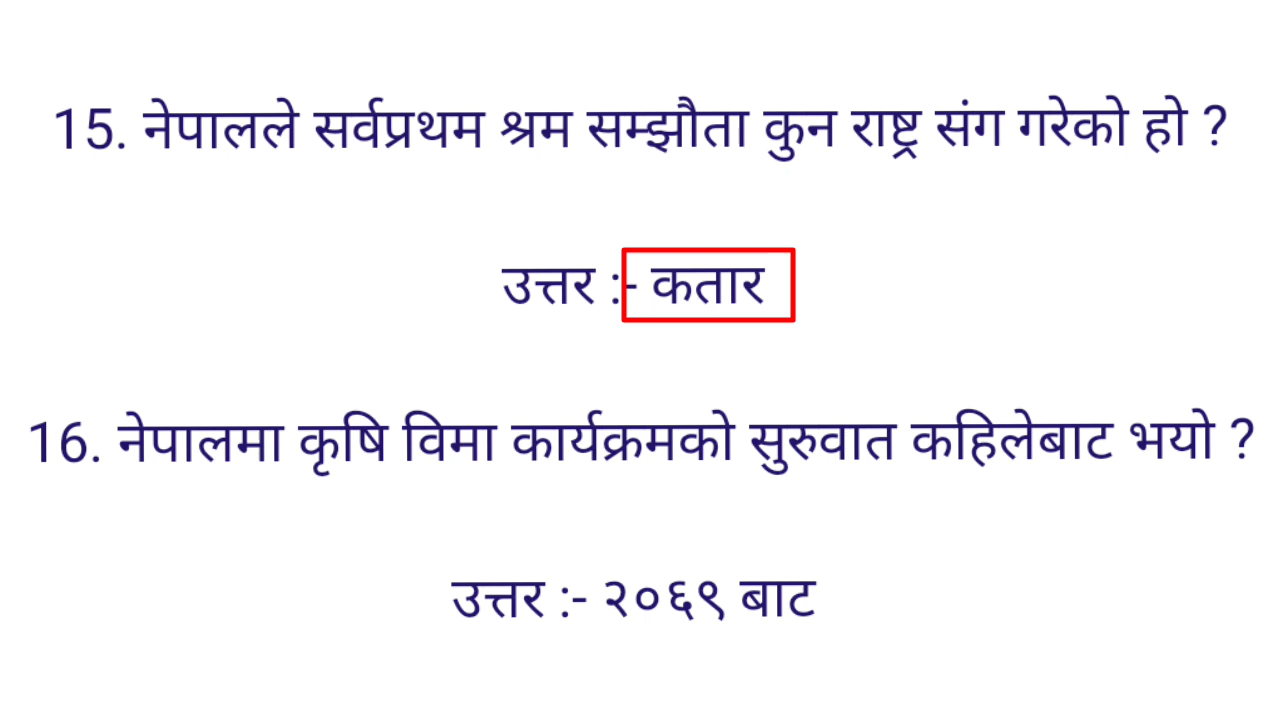 15. नेपालले सर्वप्रथम श्रम सम्झौता कुन राष्ट्र संग गरेको हो ?
उत्तर :- कतार
16. नेपालमा कृषि विमा कार्यक्रमको सुरुवात कहिलेबाट भयो ?
उत्तर :- २०६९ बाट